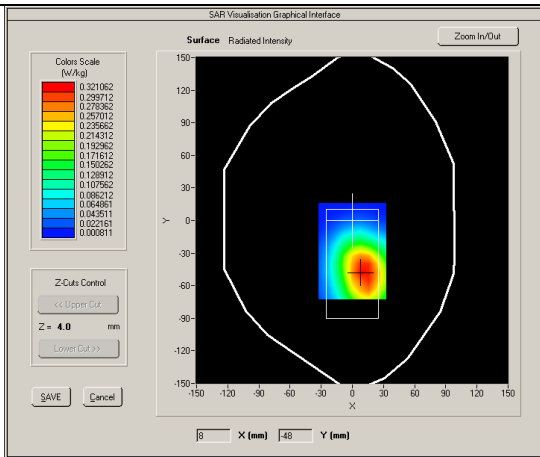 SAR Visualisation Graphical Interface
Surface Radiated Intensity
Zoom In/Out
Colors Scale
(W/kg)
0.321062
0.299712
0.278362
0.257012
0.235662
0.214312
0.192962
0.171612
0.150262
0.128912
0.107562
0.086212
0.064861
0.043511
0.022161
0.000811
Z-Cuts Control
<< Upper Cut
Z = 4.0 mm
Lower Cut >>
SAVE Cancel
150
120
90
60
30
0
-30
-60
-90
-120
-150
Y
-150 -120 -90 -60 -30 0 30 60 90 120 150
X
8 X (mm) -48 Y (mm)